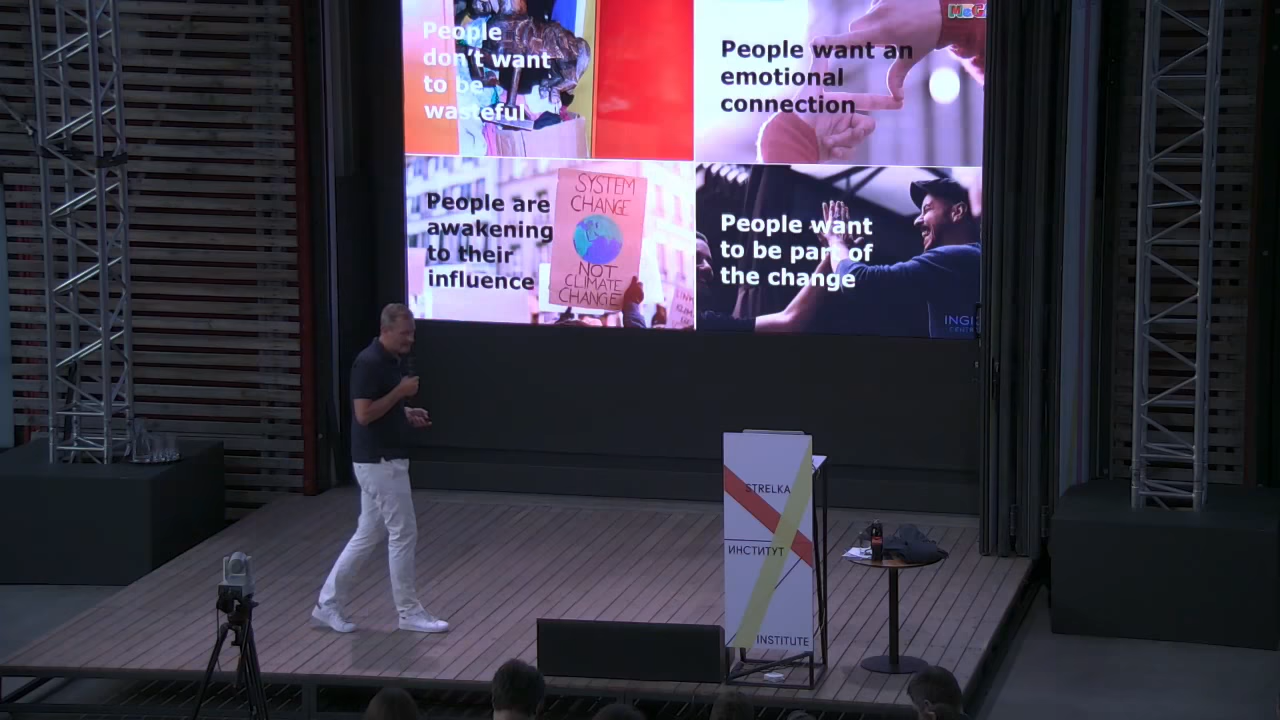 People
don't want
to be
wasteful
People want an
emotional
connection
People are
awakening
to their
influence
SYSTEM
CHANGE
NOT
CLIMATE
CHANGE
People want
to be part of
the change
STRELKA
ИНСТИТУТ
INSTITUTE